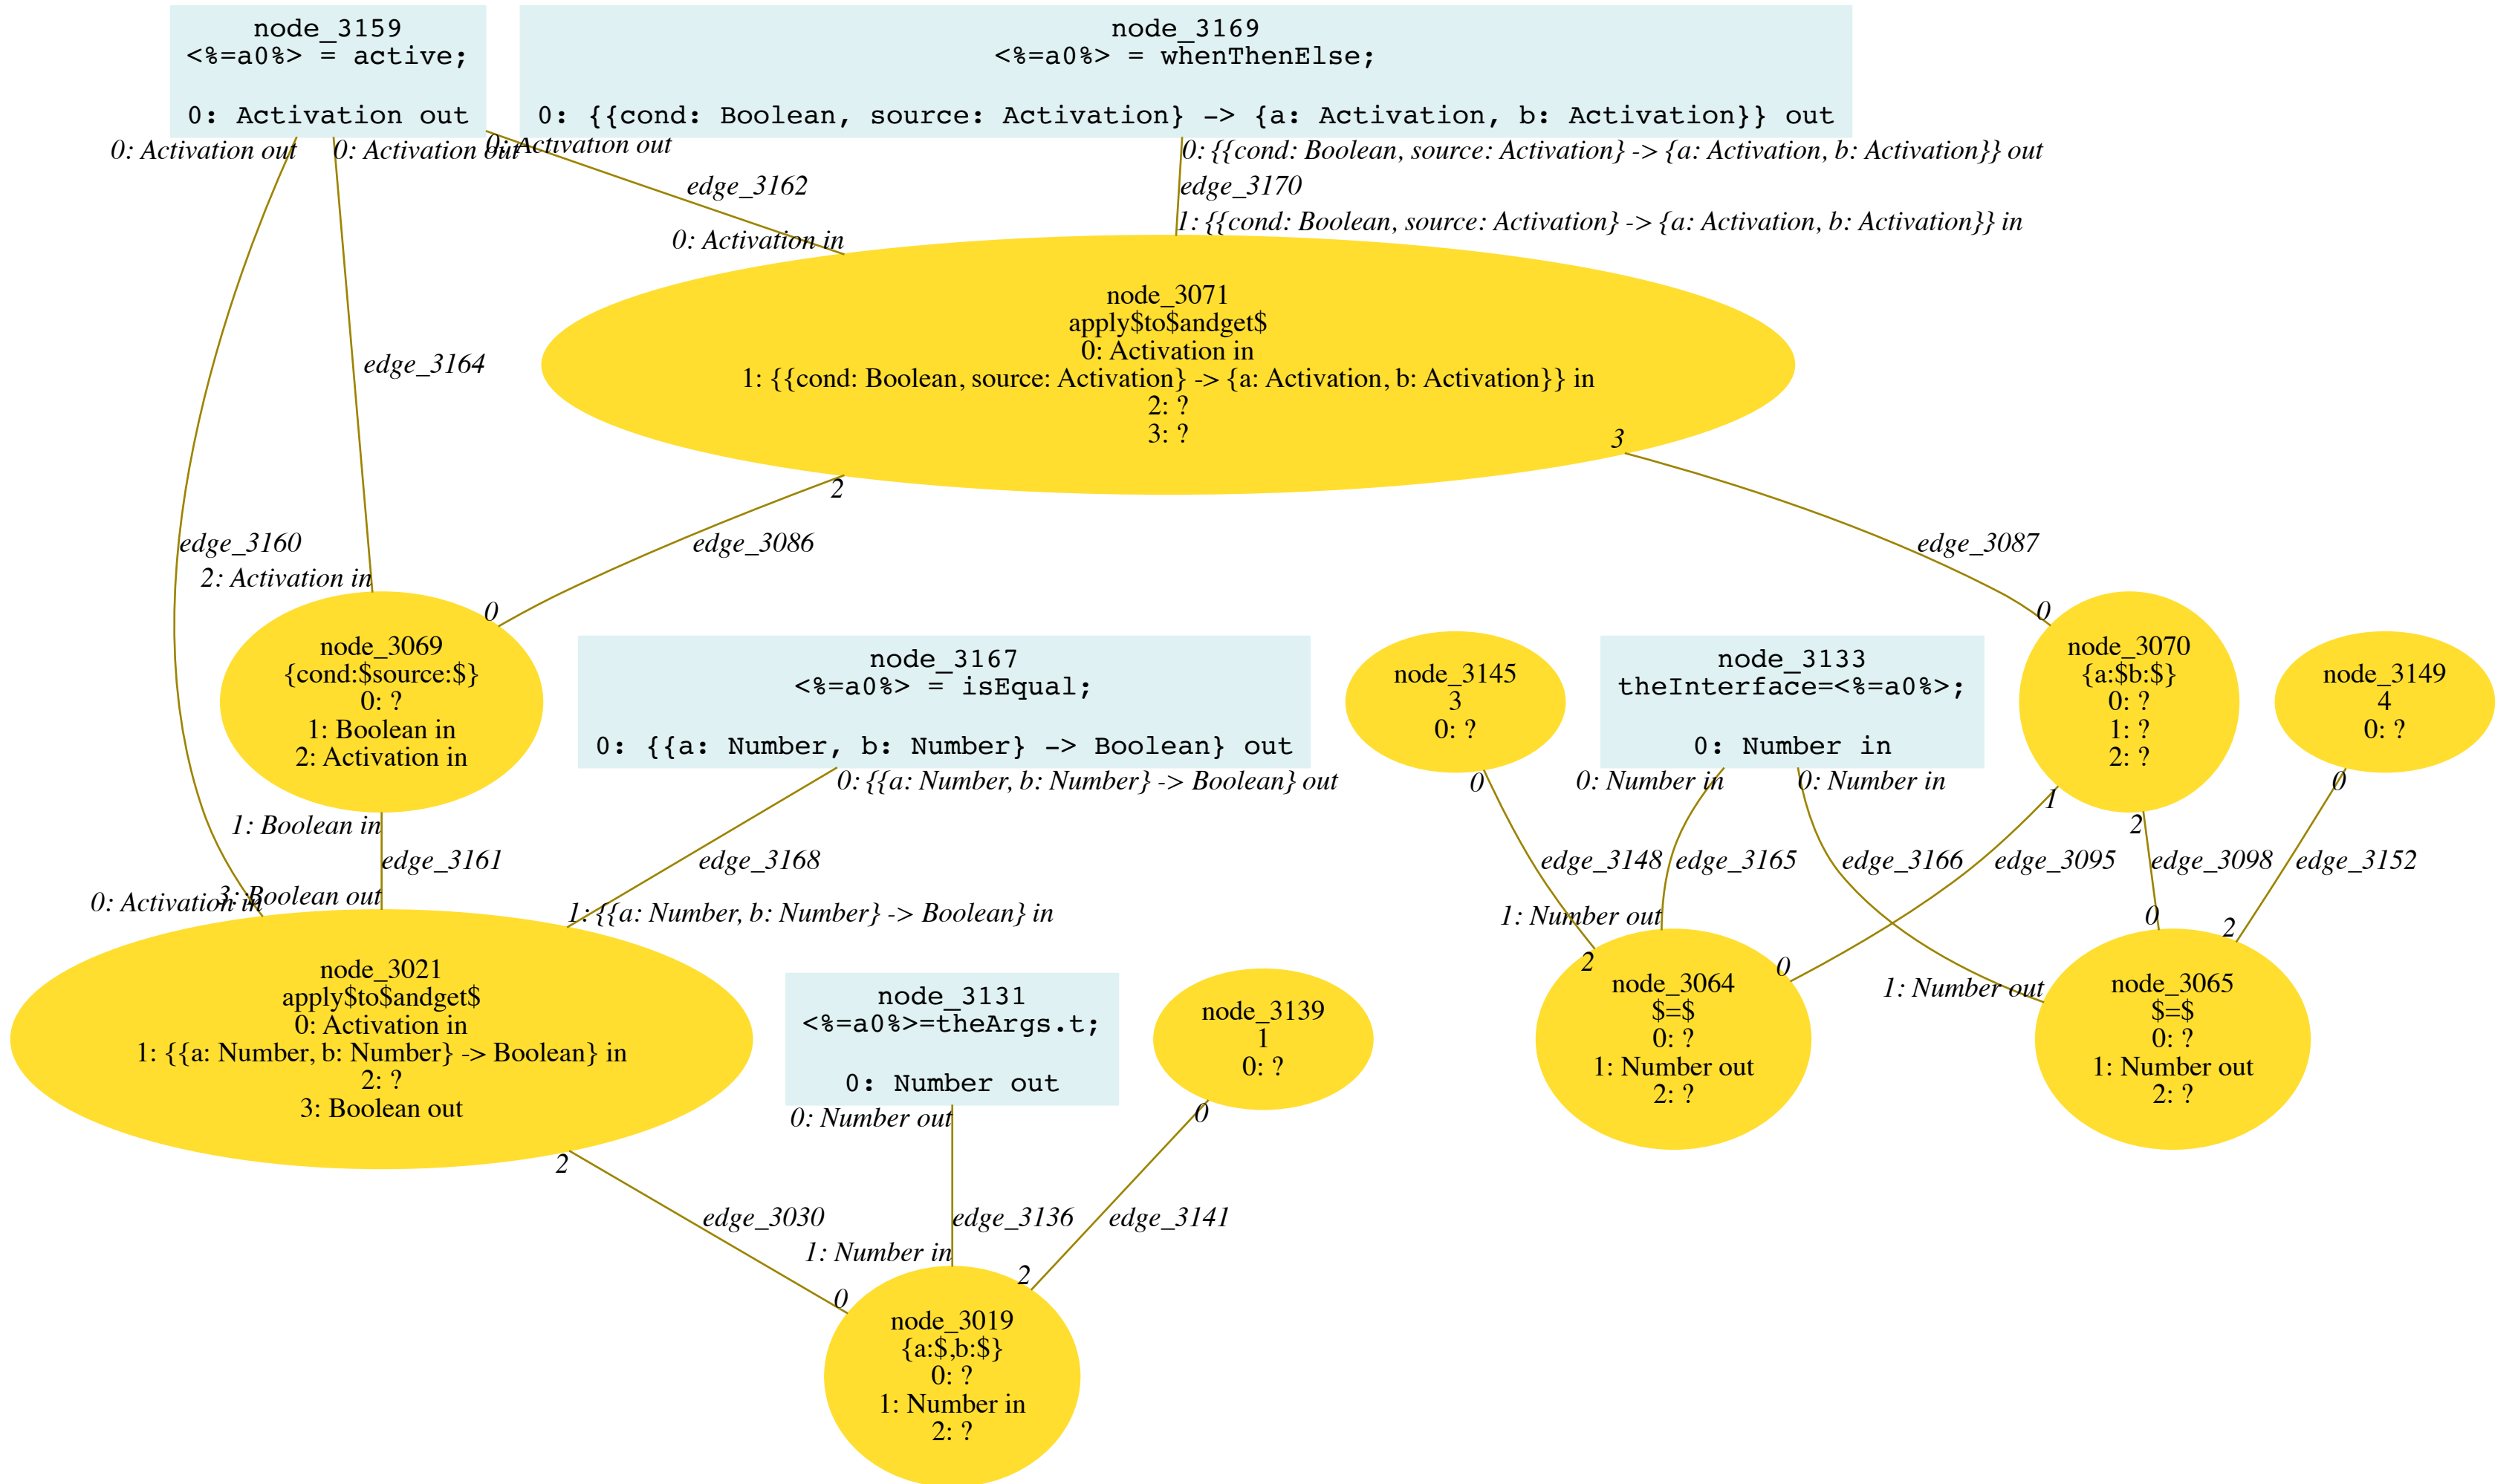 node_3159
<%=a0%> = active;
0: Activation out
node_3169
<%=a0%> = whenThenElse;
0: {{cond: Boolean, source: Activation} -> {a: Activation, b: Activation}} out
0: Activation out
0: Activation out
0: Activation out
0: {{cond: Boolean, source: Activation} -> {a: Activation, b: Activation}} out
edge_3162
edge_3170
0: Activation in
1: {{cond: Boolean, source: Activation} -> {a: Activation, b: Activation}} in
node_3071
apply$to$andget$
0: Activation in
1: {{cond: Boolean, source: Activation} -> {a: Activation, b: Activation}} in
2: ?
3: ?
edge_3164
3
2
edge_3160
edge_3086
edge_3087
2: Activation in
0
0
node_3069
{cond:$source:$}
0: ?
1: Boolean in
2: Activation in
node_3167
<%=a0%> = isEqual;
0: {{a: Number, b: Number} -> Boolean} out
node_3145
3
0: ?
node_3133
theInterface=<%=a0%>;
0: Number in
node_3070
{a:$b:$}
0: ?
1: ?
2: ?
node_3149
4
0: ?
0: {{a: Number, b: Number} -> Boolean} out
0
0: Number in
0: Number in
1
2
0
1: Boolean in
edge_3161
edge_3168
edge_3148
edge_3165
edge_3166
edge_3095
edge_3098
edge_3152
0: Activation in
3: Boolean out
1: {{a: Number, b: Number} -> Boolean} in
1: Number out
2
0
1: Number out
0
2
node_3021
apply$to$andget$
0: Activation in
1: {{a: Number, b: Number} -> Boolean} in
2: ?
3: Boolean out
node_3131
<%=a0%>=theArgs.t;
0: Number out
node_3139
1
0: ?
node_3064
$=$
0: ?
1: Number out
2: ?
node_3065
$=$
0: ?
1: Number out
2: ?
2
0: Number out
0
edge_3030
edge_3136
edge_3141
1: Number in
0
2
node_3019
{a:$,b:$}
0: ?
1: Number in
2: ?